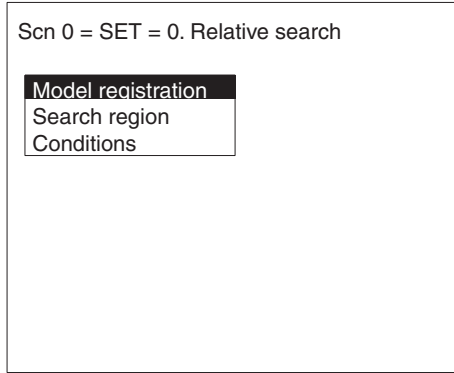 Scn 0 = SET = 0. Relative search
Model registration
Search region
Conditions